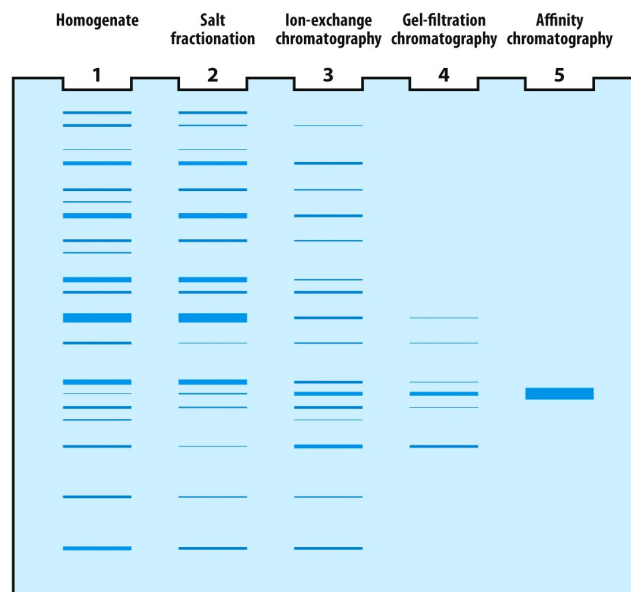 Homogenate
Salt
fractionation
Ion-exchange
chromatography
Gel-filtration
chromatography
Affinity
chromatography
1
2
3
4
5